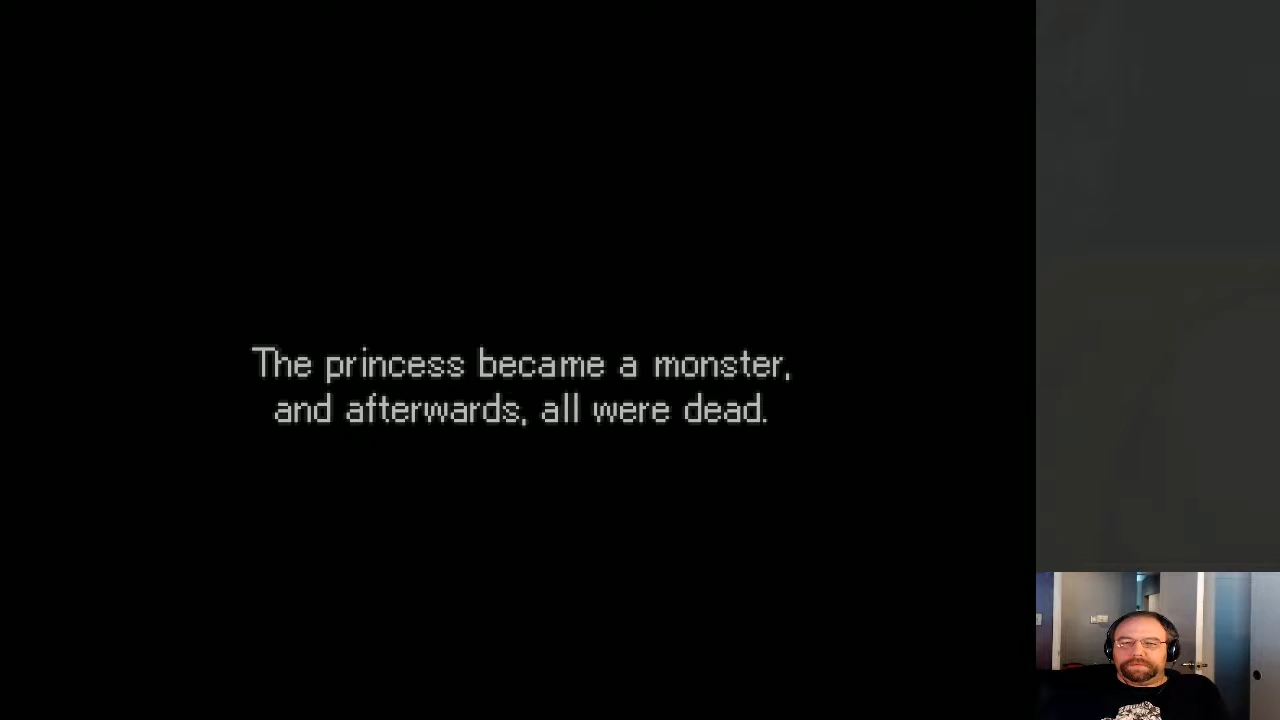 The princess became a monster,
and afterwards, all were dead.